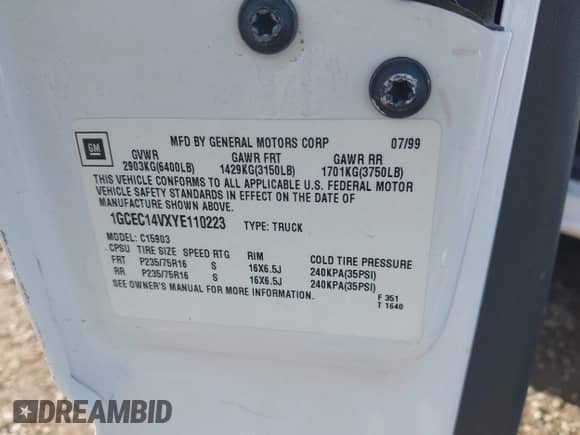 GM
MFD BY GENERAL MOTORS CORP 07/99
GVWR GAWR FRT GAWR RR
2903KG(6400LB) 1429KG(3150LB) 1701KG(3750LB)
THIS VEHICLE CONFORMS TO ALL APPLICABLE U.S. FEDERAL MOTOR
VEHICLE SAFETY STANDARDS IN EFFECT ON THE DATE OF
MANUFACTURE SHOWN ABOVE.
1GCEC14VXYE110223 TYPE: TRUCK
MODEL: C15903
CPSU TIRE SIZE SPEED RTG RIM COLD TIRE PRESSURE
FRT P235/75R16 S 16X6.5J 240KPA(35PSI)
RR P235/75R16 S 16X6.5J 240KPA(35PSI)
SEE OWNER'S MANUAL FOR MORE INFORMATION.
F 351
T 1640
DREAMBID